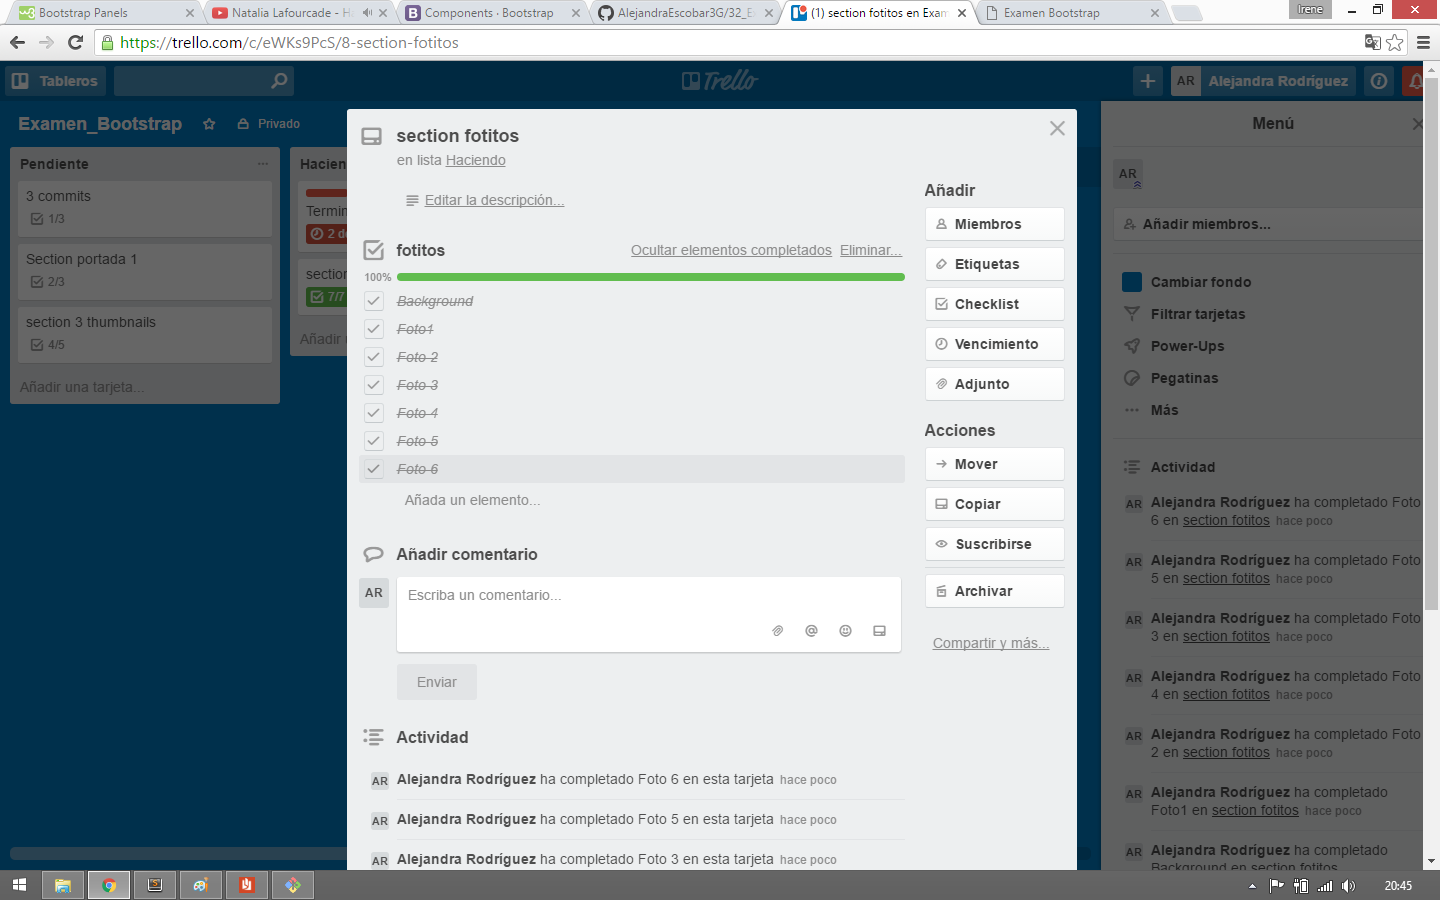 Bootstrap Panels
Natalia Lafourcade - H
Components · Bootstrap
AlejandraEscobar3G/32_E
(1) section fotitos en Exam
Examen Bootstrap
Irene
https://trello.com/c/eWKs9PcS/8-section-fotitos
Tableros
Trello
AR
Alejandra Rodríguez
Examen_Bootstrap
Privado
Pendiente
3 commits
1/3
Section portada 1
2/3
section 3 thumbnails
4/5
Añadir una tarjeta...
Haciendo
Termin
2 d
section
7/7
Añadir
section fotitos
en lista Haciendo
Editar la descripción...
fotitos
Ocultar elementos completados
Eliminar...
100%
Background
Foto1
Foto 2
Foto 3
Foto 4
Foto 5
Foto 6
Añada un elemento...
Añadir comentario
AR
Escriba un comentario...
Enviar
Actividad
AR
Alejandra Rodríguez ha completado Foto 6 en esta tarjeta hace poco
AR
Alejandra Rodríguez ha completado Foto 5 en esta tarjeta hace poco
AR
Alejandra Rodríguez ha completado Foto 3 en esta tarjeta hace poco
Añadir
Miembros
Etiquetas
Checklist
Vencimiento
Adjunto
Acciones
Mover
Copiar
Suscribirse
Archivar
Compartir y más...
Menú
AR
Añadir miembros...
Cambiar fondo
Filtrar tarjetas
Power-Ups
Pegatinas
Más
Actividad
AR
Alejandra Rodríguez ha completado Foto
6 en section fotitos hace poco
AR
Alejandra Rodríguez ha completado Foto
5 en section fotitos hace poco
AR
Alejandra Rodríguez ha completado Foto
3 en section fotitos hace poco
AR
Alejandra Rodríguez ha completado Foto
4 en section fotitos hace poco
AR
Alejandra Rodríguez ha completado Foto
2 en section fotitos hace poco
AR
Alejandra Rodríguez ha completado
Foto1 en section fotitos hace poco
AR
Alejandra Rodríguez ha completado
Background en section fotitos
20:45